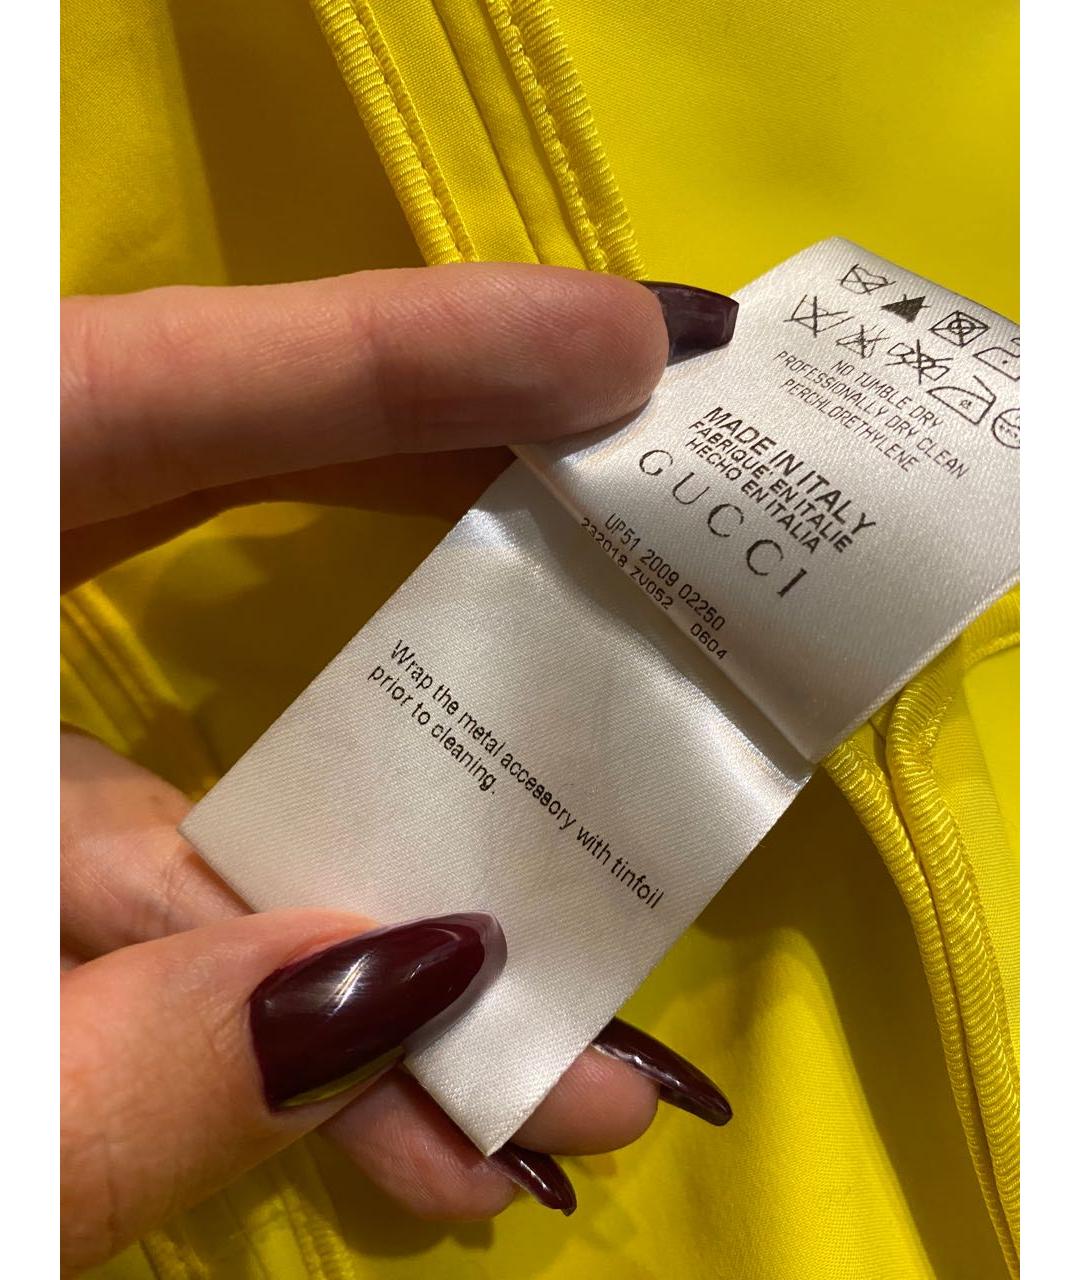 NO TUMBLE DRY
PROFESSIONALLY DRY CLEAN
PERCHLORETHYLENE
MADE IN ITALY
FABRIQUE' EN ITALIE
HECHO EN ITALIA
GUCCI
UP51 2009 02250
232018 ZV052 0604
Wrap the metal accessory with tinfoil
prior to cleaning.